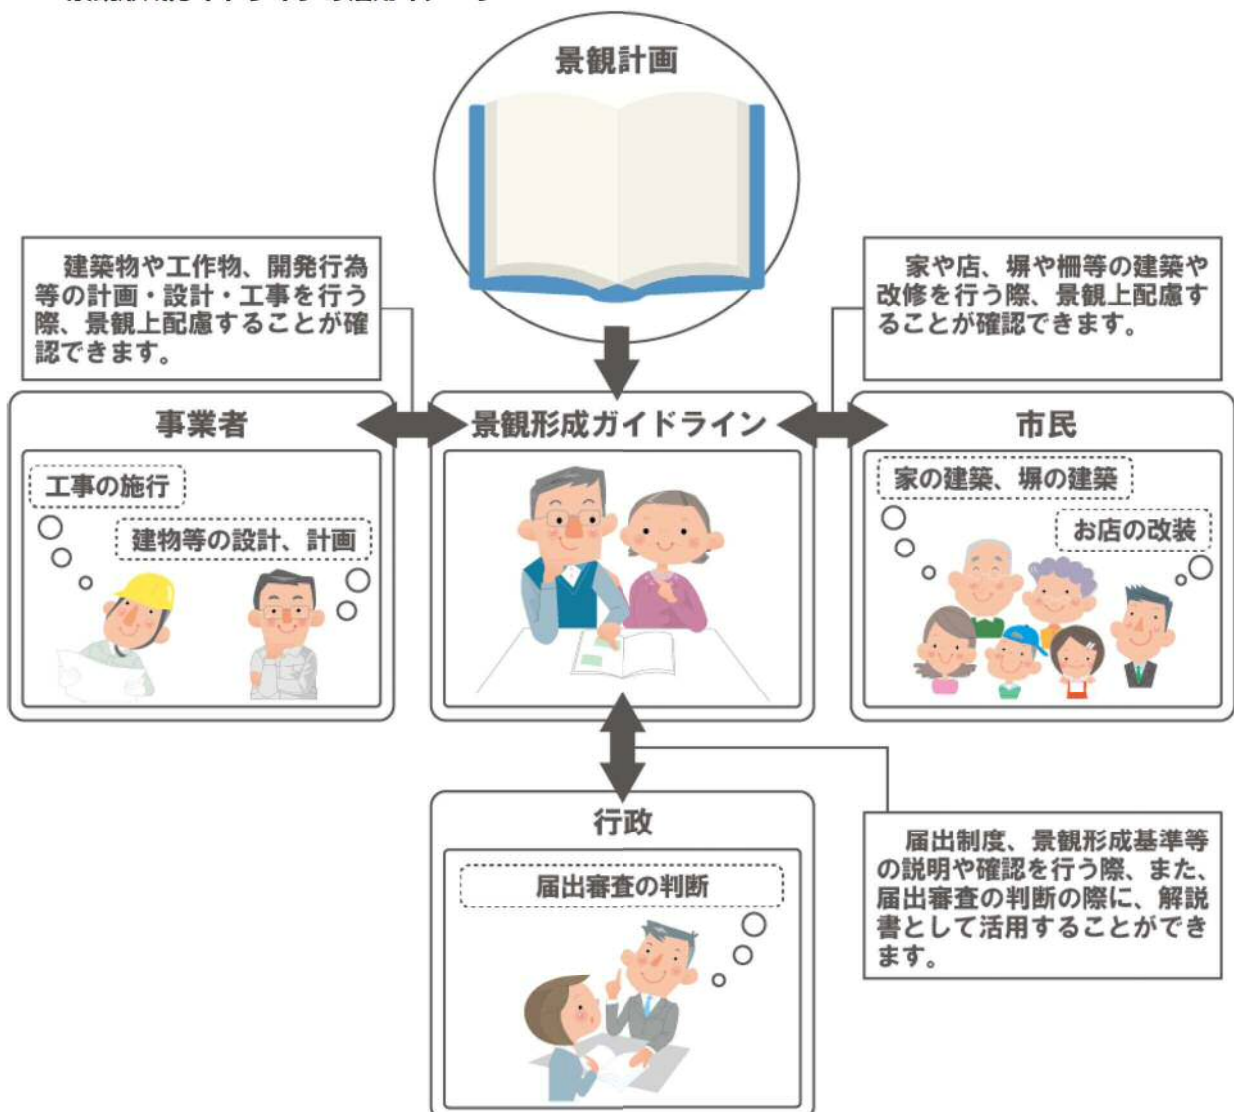 景観計画
建築物や工作物、開発行為
等の計画・設計・工事を行う
際、景観上配慮することが確
認できます。
家や店、塀や柵等の建築や
改修を行う際、景観上配慮す
ることが確認できます。
事業者
景観形成ガイドライン
市民
工事の施行
建物等の設計、計画
家の建築、塀の建築
お店の改装
行政
届出審査の判断
届出制度、景観形成基準等
の説明や確認を行う際、また、
届出審査の判断の際に、解説
書として活用することができ
ます。